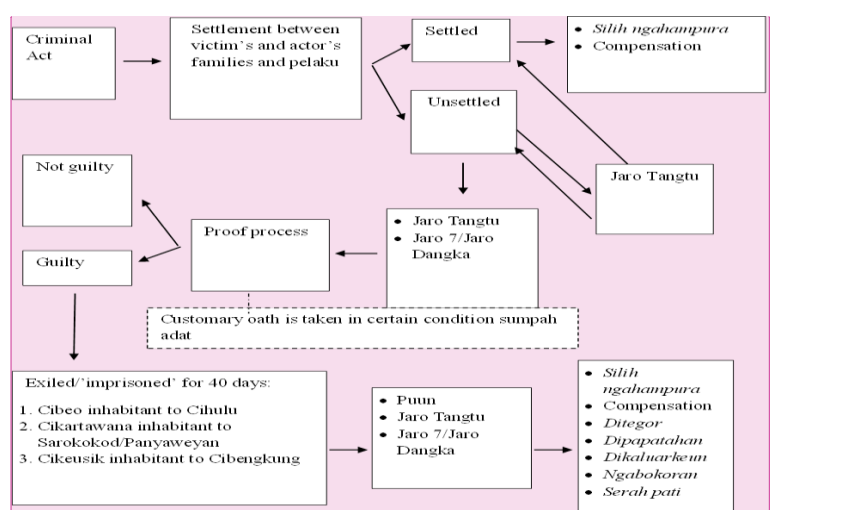 Criminal
Act
Settlement between
victim's and actor's
families and pelaku
Settled
• Silih ngahampura
• Compensation
Unsettled
Jaro Tangtu
Not guilty
Guilty
Proof process
• Jaro Tangtu
• Jaro 7/Jaro
Dangka
Customary oath is taken in certain condition sumpah
adat
Exiled/'imprisoned' for 40 days:
1. Cibeo inhabitant to Cihulu
2. Cikartawana inhabitant to
Sarokokod/Panyaweyan
3. Cikeusik inhabitant to Cibengkung
• Puun
• Jaro Tangtu
• Jaro 7/Jaro
Dangka
• Silih
ngahampura
• Compensation
• Ditegor
• Dipapatahan
• Dikaluarkeun
• Ngabokoran
• Serah pati